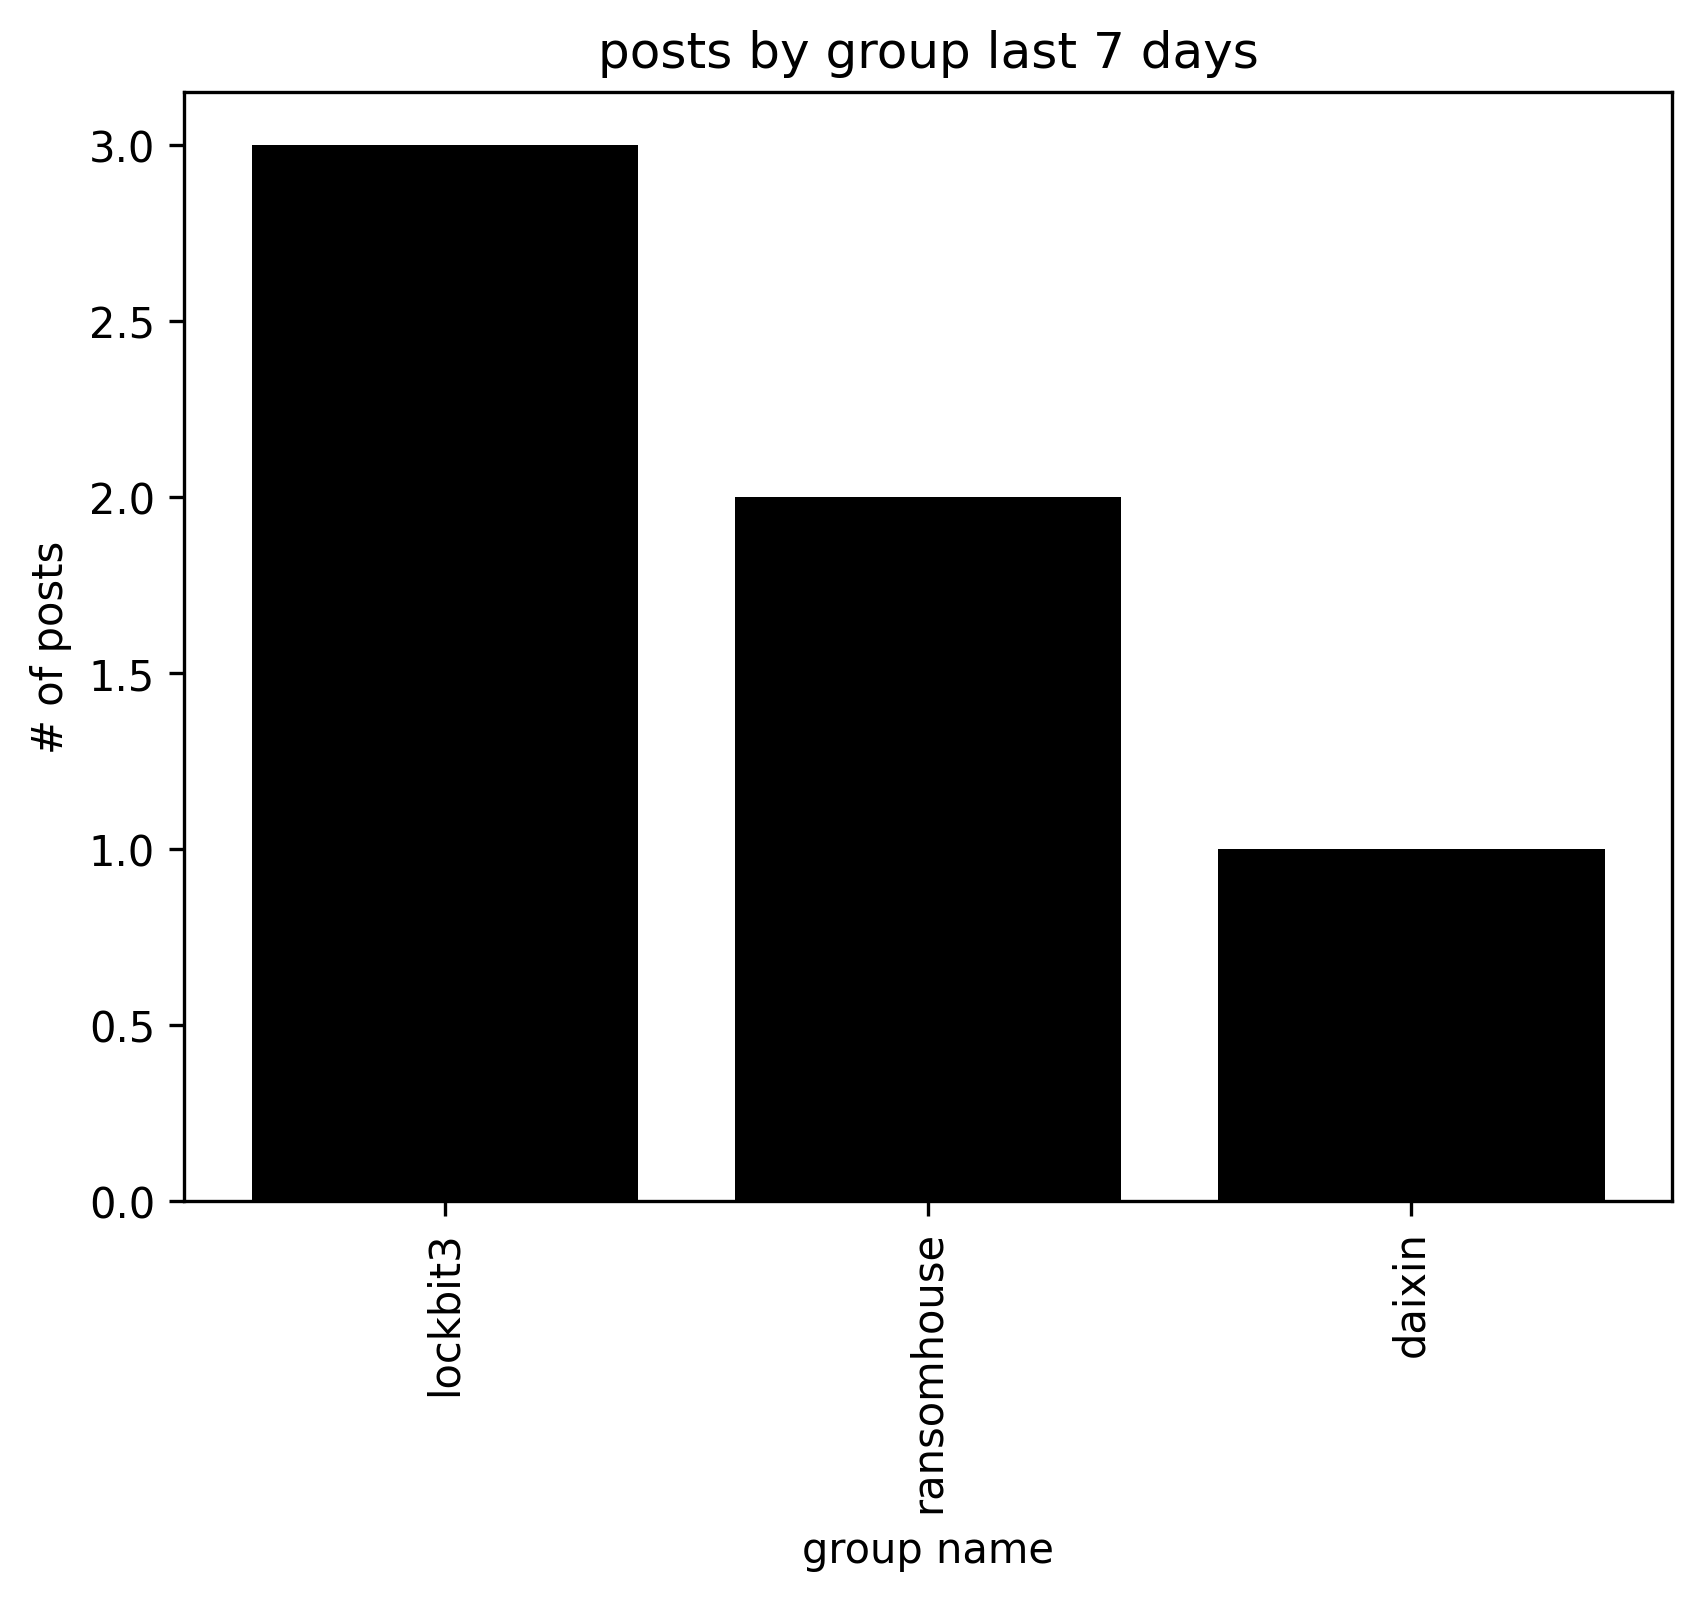 posts by group last 7 days
# of posts
3.0
2.5
2.0
1.5
1.0
0.5
0.0
lockbit3
ransomhouse
daixin
group name